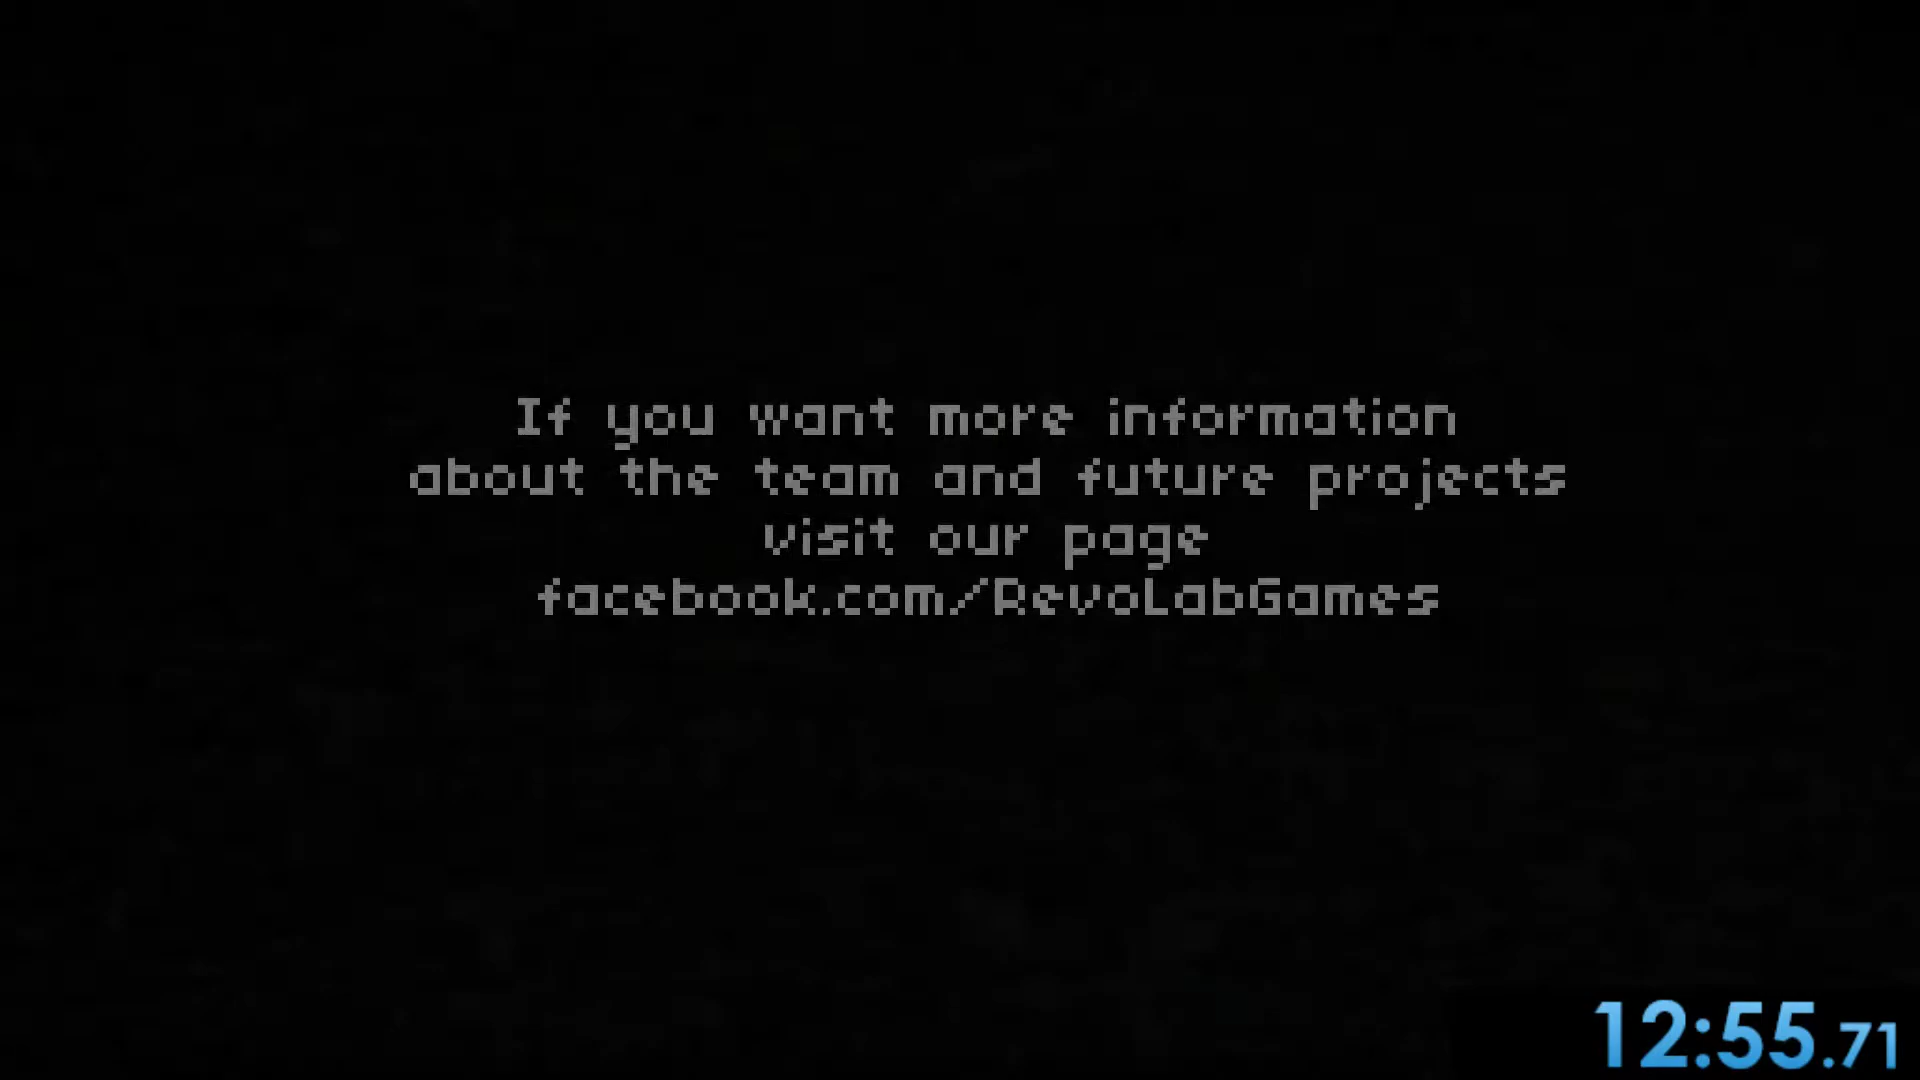 If you want more information
about the team and future projects
visit our page
facebook.com/RevoLabGames
12:55.71